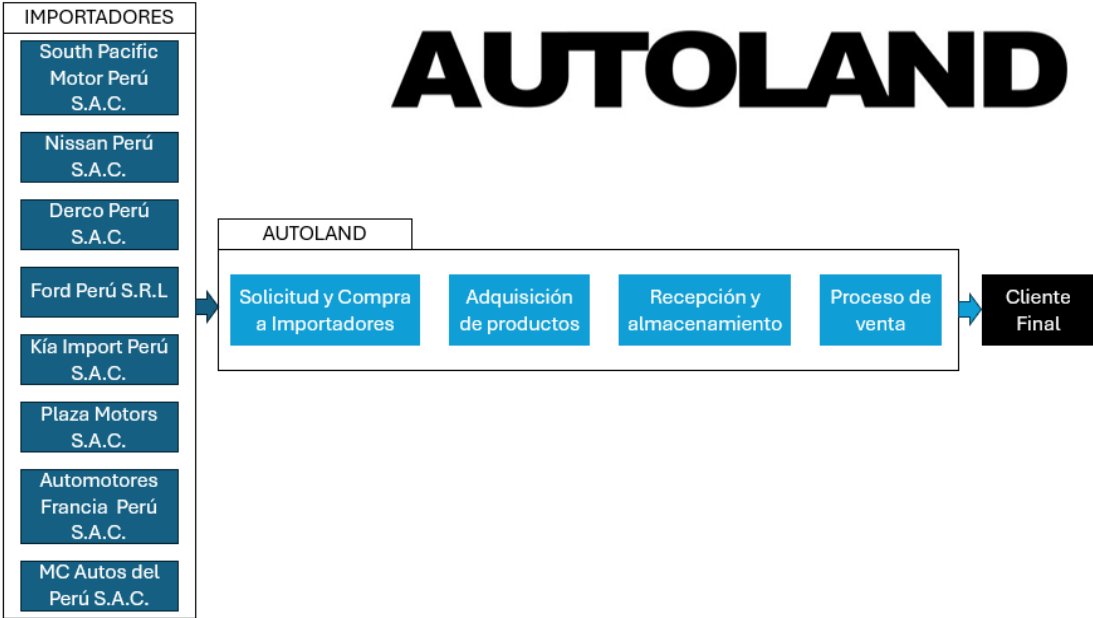 IMPORTADORES
South Pacific
Motor Perú
S.A.C.
Nissan Perú
S.A.C.
Derco Perú
S.A.C.
Ford Perú S.R.L
Kía Import Perú
S.A.C.
Plaza Motors
S.A.C.
Automotores
Francia Perú
S.A.C.
MC Autos del
Perú S.A.C.
AUTOLAND
AUTOLAND
Solicitud y Compra
a Importadores
Adquisición
de productos
Recepción y
almacenamiento
Proceso de
venta
Cliente
Final